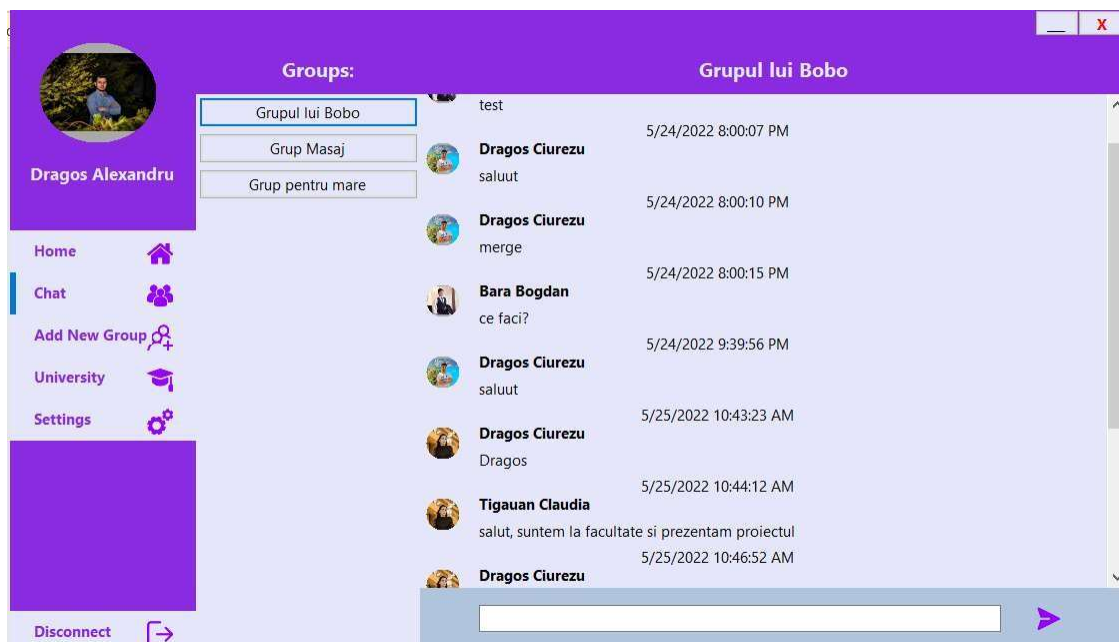 X
Groups:
Grupul lui Bobo
Dragos Alexandru
Home
Chat
Add New Group
University
Settings
Disconnect
Grupul lui Bobo
Grup Masaj
Grup pentru mare
test
5/24/2022 8:00:07 PM
Dragos Ciurezu
saluut
5/24/2022 8:00:10 PM
Dragos Ciurezu
merge
5/24/2022 8:00:15 PM
Bara Bogdan
ce faci?
5/24/2022 9:39:56 PM
Dragos Ciurezu
saluut
5/25/2022 10:43:23 AM
Dragos Ciurezu
Dragos
5/25/2022 10:44:12 AM
Tigauan Claudia
salut, suntem la facultate si prezentam proiectul
5/25/2022 10:46:52 AM
Dragos Ciurezu